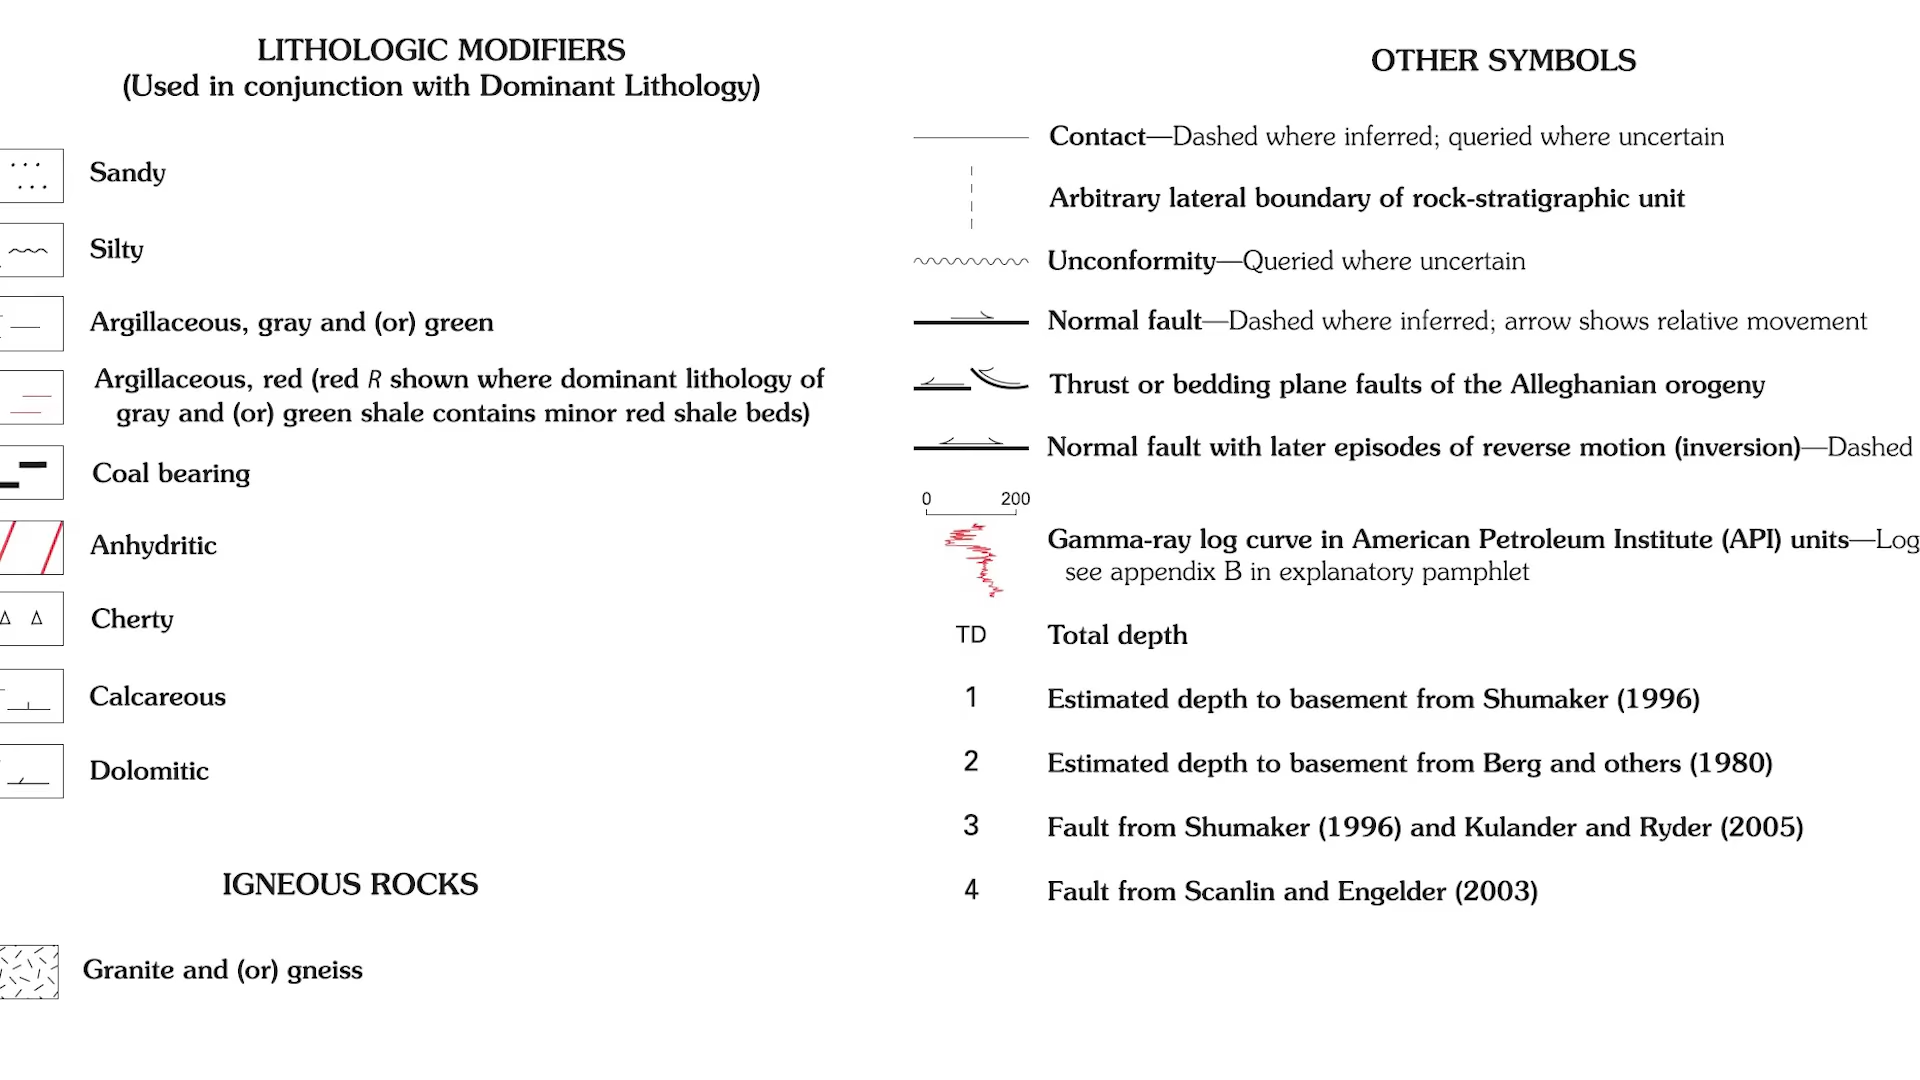 LITHOLOGIC MODIFIERS
(Used in conjunction with Dominant Lithology)
Sandy
Silty
Argillaceous, gray and (or) green
Argillaceous, red (red R shown where dominant lithology of
gray and (or) green shale contains minor red shale beds)
Coal bearing
Anhydritic
Cherty
Calcareous
Dolomitic
IGNEOUS ROCKS
Granite and (or) gneiss
OTHER SYMBOLS
Contact—Dashed where inferred; queried where uncertain
Arbitrary lateral boundary of rock-stratigraphic unit
Unconformity—Queried where uncertain
Normal fault—Dashed where inferred; arrow shows relative movement
Thrust or bedding plane faults of the Alleghanian orogeny
Normal fault with later episodes of reverse motion (inversion)—Dashed
0 200
Gamma-ray log curve in American Petroleum Institute (API) units—Log
see appendix B in explanatory pamphlet
TD Total depth
1 Estimated depth to basement from Shumaker (1996)
2 Estimated depth to basement from Berg and others (1980)
3 Fault from Shumaker (1996) and Kulander and Ryder (2005)
4 Fault from Scanlin and Engelder (2003)